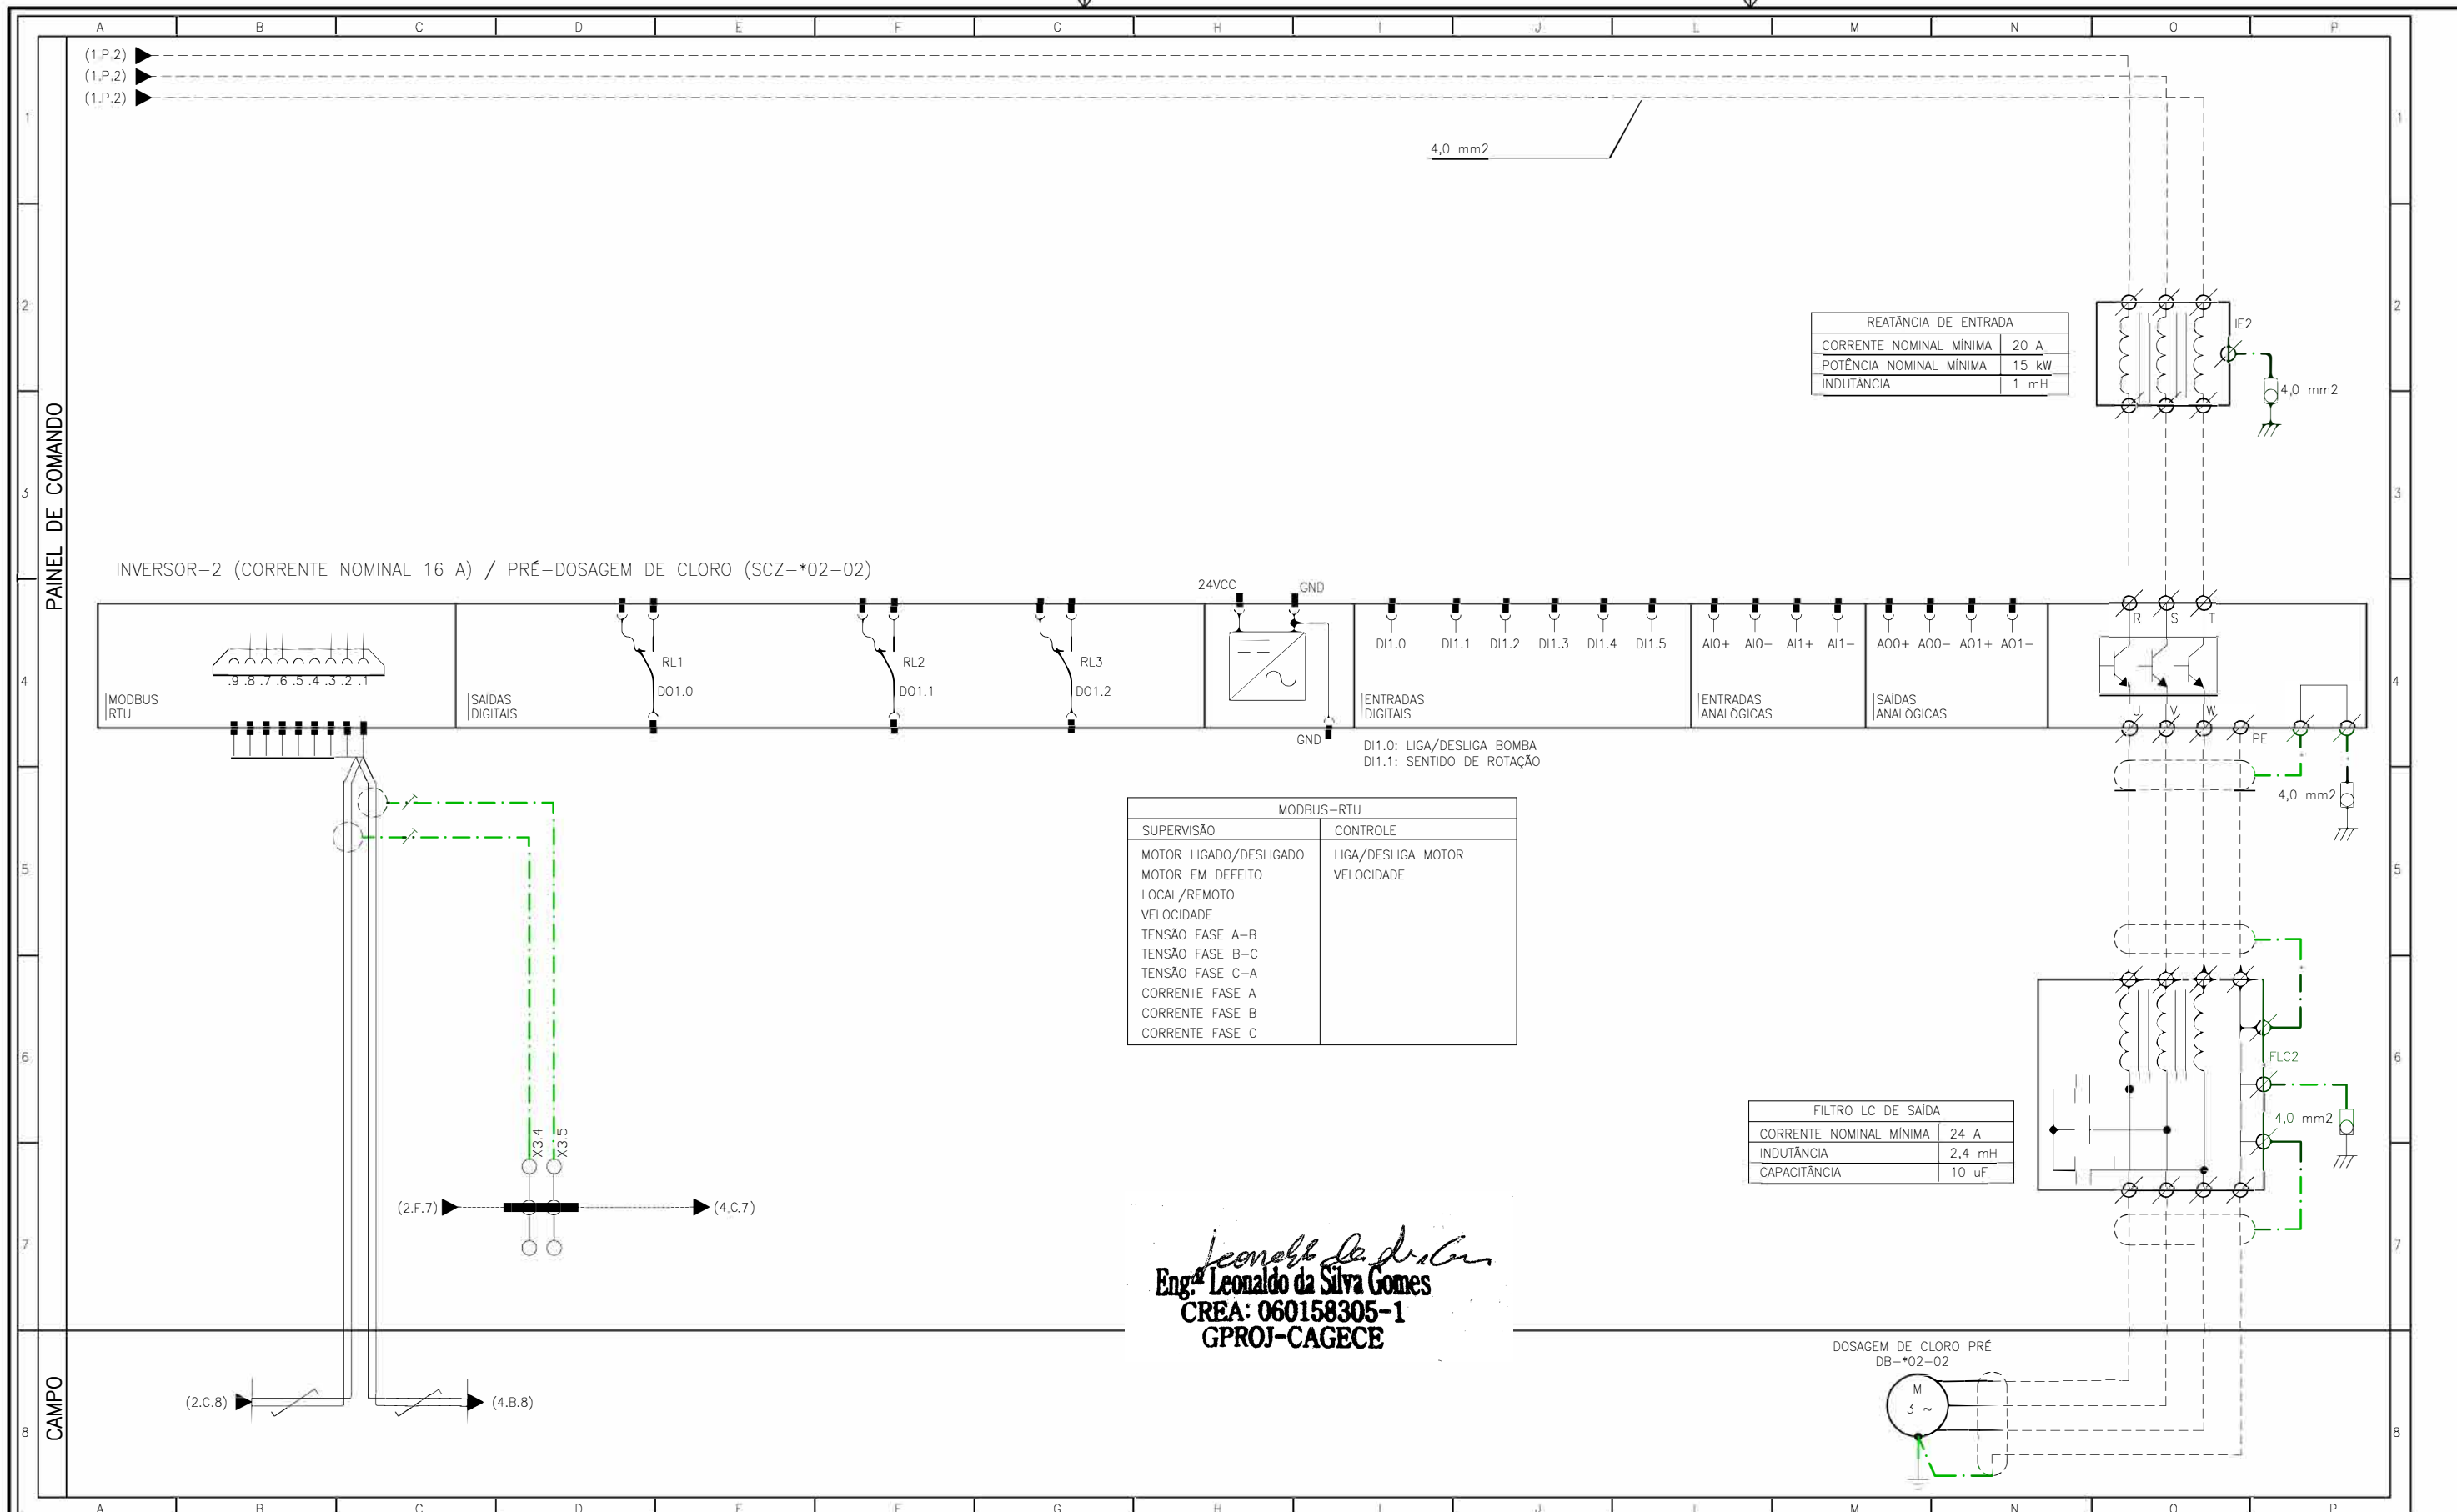 A B C D E F G H I J L M N O P
(1.P.2)
(1.P.2)
(1.P.2)
1 1
4,0 mm2
2 2
REATÂNCIA DE ENTRADA
CORRENTE NOMINAL MÍNIMA 20 A
POTÊNCIA NOMINAL MÍNIMA 15 kW
INDUTÂNCIA 1 mH
IE2
4,0 mm2
PAINEL DE COMANDO
3 3
INVERSOR-2 (CORRENTE NOMINAL 16 A) / PRÉ-DOSAGEM DE CLORO (SCZ-*02-02)
24VCC GND
R S T
DI1.0 DI1.1 DI1.2 DI1.3 DI1.4 DI1.5 AI0+ AI0- AI1+ AI1- AO0+ AO0- AO1+ AO1-
RL1 RL2 RL3
.9 .8 .7 .6 .5 .4 .3 .2 .1
4 4
DO1.0 DO1.1 DO1.2
MODBUS
RTU
SAÍDAS
DIGITAIS
ENTRADAS
DIGITAIS
ENTRADAS
ANALÓGICAS
SAÍDAS
ANALÓGICAS
U V W
PE
GND
DI1.0: LIGA/DESLIGA BOMBA
DI1.1: SENTIDO DE ROTAÇÃO
4,0 mm2
MODBUS-RTU
SUPERVISÃO CONTROLE
MOTOR LIGADO/DESLIGADO LIGA/DESLIGA MOTOR
MOTOR EM DEFEITO VELOCIDADE
LOCAL/REMOTO
VELOCIDADE
TENSÃO FASE A-B
TENSÃO FASE B-C
TENSÃO FASE C-A
CORRENTE FASE A
CORRENTE FASE B
CORRENTE FASE C
5 5
6 6
FLC2
4,0 mm2
FILTRO LC DE SAÍDA
CORRENTE NOMINAL MÍNIMA 24 A
INDUTÂNCIA 2,4 mH
CAPACITÂNCIA 10 uF
X3.4
X3.5
(2.F.7) (4.C.7)
7 7
Eng.º Leonaldo da Silva Gomes
CREA: 060158305-1
GPROJ-CAGECE
DOSAGEM DE CLORO PRÉ
DB-*02-02
M
3 ~
CAMPO
(2.C.8) (4.B.8)
8 8
A B C D E F G H I J L M N O P